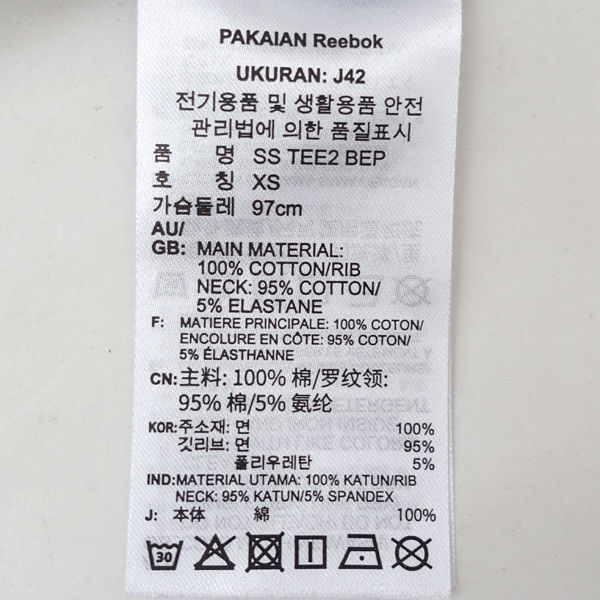 PAKAIAN Reebok
UKURAN: J42
전기용품 및 생활용품 안전
관리법에 의한 품질표시
품 명 SS TEE2 BEP
호 칭 XS
가슴둘레 97cm
AU/
GB: MAIN MATERIAL:
100% COTTON/RIB
NECK: 95% COTTON/
5% ELASTANE
F: MATIERE PRINCIPALE: 100% COTON/
ENCOLURE EN CÔTE: 95% COTON/
5% ÉLASTHANNE
CN: 主料: 100% 棉/罗纹领:
95% 棉/5% 氨纶
KOR: 주소재: 면 100%
깃리브: 면 95%
폴리우레탄 5%
IND: MATERIAL UTAMA: 100% KATUN/RIB
NECK: 95% KATUN/5% SPANDEX
J: 本体 綿 100%
30